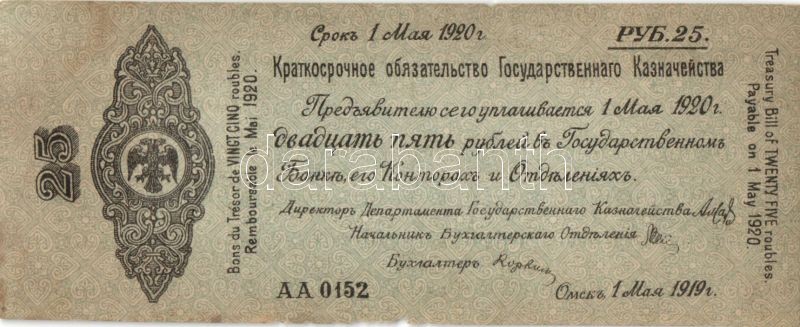 Срокъ 1 Мая 1920 г.
РУБ. 25.
Краткосрочное обязательство Государственнаго Казначейства
Предъявителю сего уплачивается 1 Мая 1920 г.
двадцать пять рублей въ Государственномъ
Банкѣ, его Конторахъ и Отдѣленіяхъ.
Директоръ Департамента Государственнаго Казначейства
Начальникъ Бухгалтерскаго Отдѣленія
Бухгалтеръ
АА 0152
Омскъ, 1 Мая 1919 г.
25
Bons du Trésor de VINGT CINQ roubles.
Remboursable 1 Mai 1920.
Treasury Bill of TWENTY FIVE roubles.
Payable on 1 May 1920.
darabanth